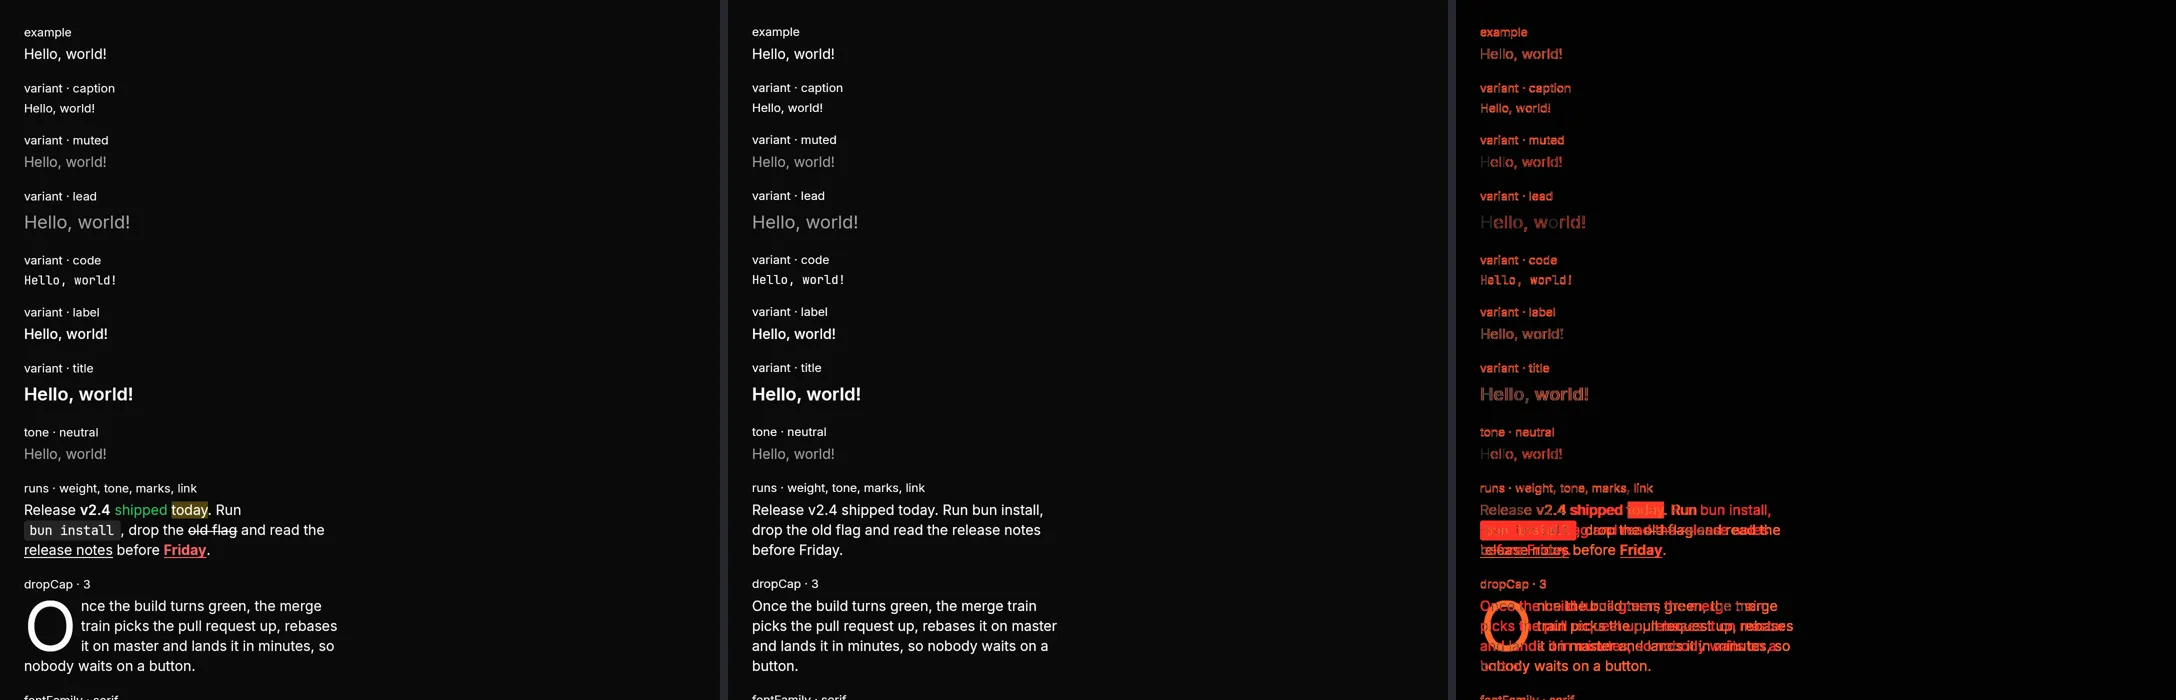 example
Hello, world!
variant · caption
Hello, world!
variant · muted
Hello, world!
variant · lead
Hello, world!
variant · code
Hello, world!
variant · label
Hello, world!
variant · title
Hello, world!
tone · neutral
Hello, world!
runs · weight, tone, marks, link
Release v2.4 shipped today. Run
bun install , drop the old flag and read the
release notes before Friday.
dropCap · 3
Once the build turns green, the merge
train picks the pull request up, rebases
it on master and lands it in minutes, so
nobody waits on a button.
fontFamily · serif
example
Hello, world!
variant · caption
Hello, world!
variant · muted
Hello, world!
variant · lead
Hello, world!
variant · code
Hello, world!
variant · label
Hello, world!
variant · title
Hello, world!
tone · neutral
Hello, world!
runs · weight, tone, marks, link
Release v2.4 shipped today. Run bun install,
drop the old flag and read the release notes
before Friday.
dropCap · 3
Once the build turns green, the merge train
picks the pull request up, rebases it on master
and lands it in minutes, so nobody waits on a
button.
fontFamily · serif
example
Hello, world!
variant · caption
Hello, world!
variant · muted
Hello, world!
variant · lead
Hello, world!
variant · code
Hello, world!
variant · label
Hello, world!
variant · title
Hello, world!
tone · neutral
Hello, world!
runs · weight, tone, marks, link
Release v2.4 shipped today. Run bun install,
before Friday.
dropCap · 3
nobody waits on a button.
fontFamily · serif